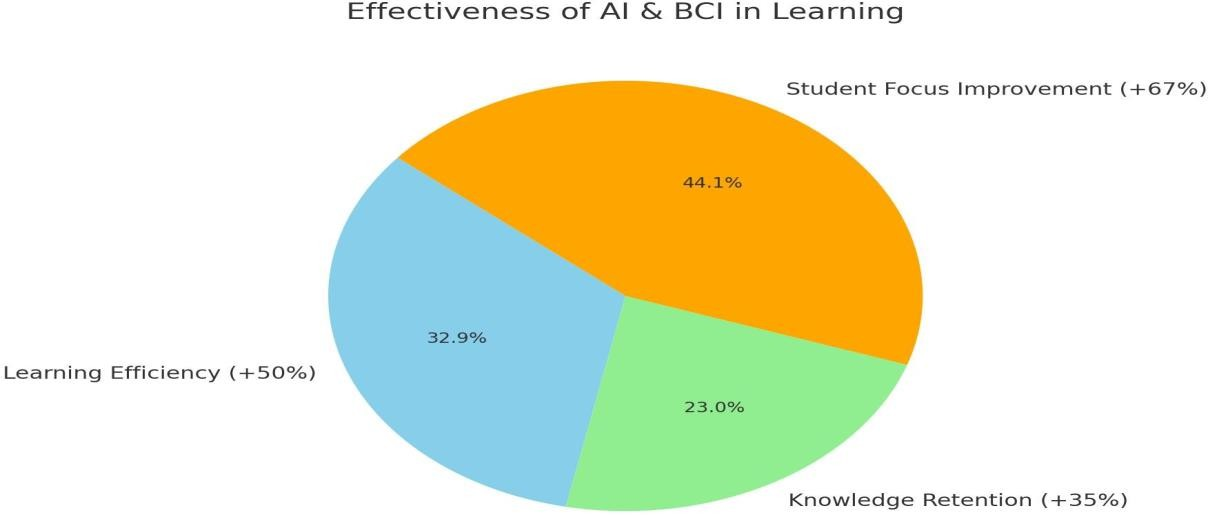 Effectiveness of AI & BCI in Learning
Student Focus Improvement (+67%)
44.1%
32.9%
Learning Efficiency (+50%)
23.0%
Knowledge Retention (+35%)